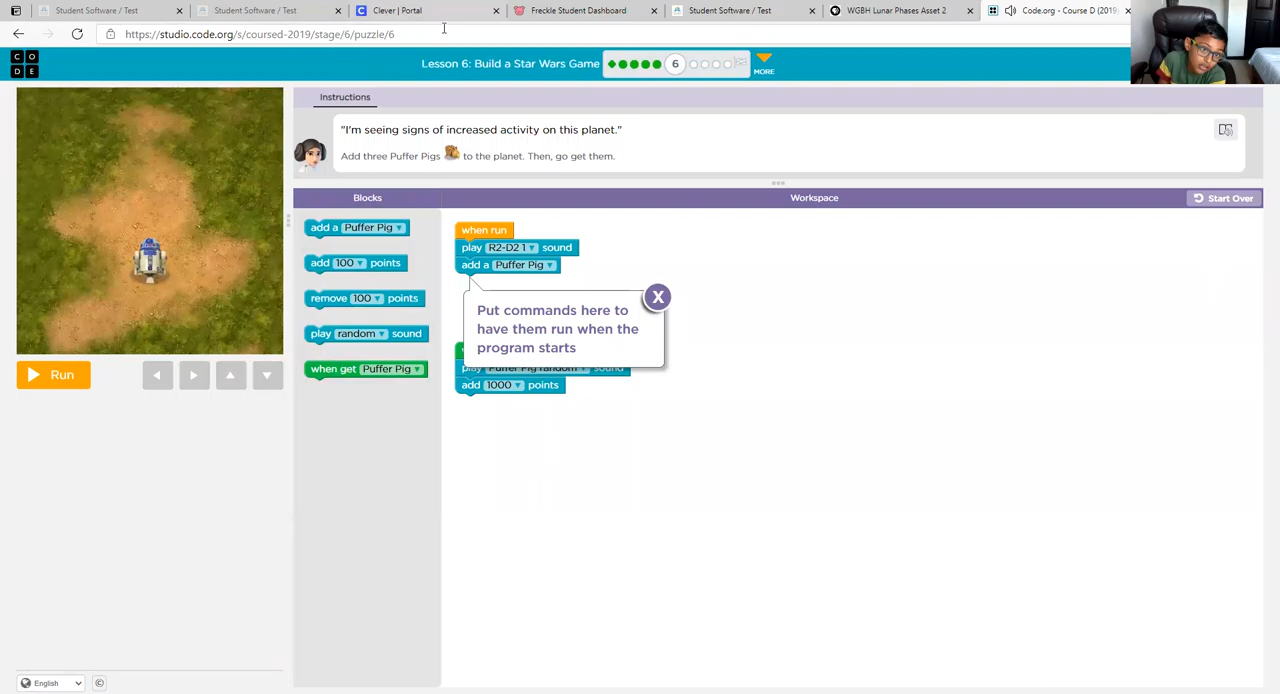 Student Software / Test
Student Software / Test
Clever | Portal
Freckle Student Dashboard
Student Software / Test
WGBH Lunar Phases Asset 2
Code.org - Course D (2019)
https://studio.code.org/s/coursed-2019/stage/6/puzzle/6
C O
D E
Lesson 6: Build a Star Wars Game
6
MORE
Instructions
"I'm seeing signs of increased activity on this planet."
Add three Puffer Pigs to the planet. Then, go get them.
Blocks
Workspace
Start Over
add a Puffer Pig
add 100 points
remove 100 points
play random sound
when get Puffer Pig
when run
play R2-D2 1 sound
add a Puffer Pig
X
Put commands here to
have them run when the
program starts
play Puffer Pig random sound
add 1000 points
Run
English
©